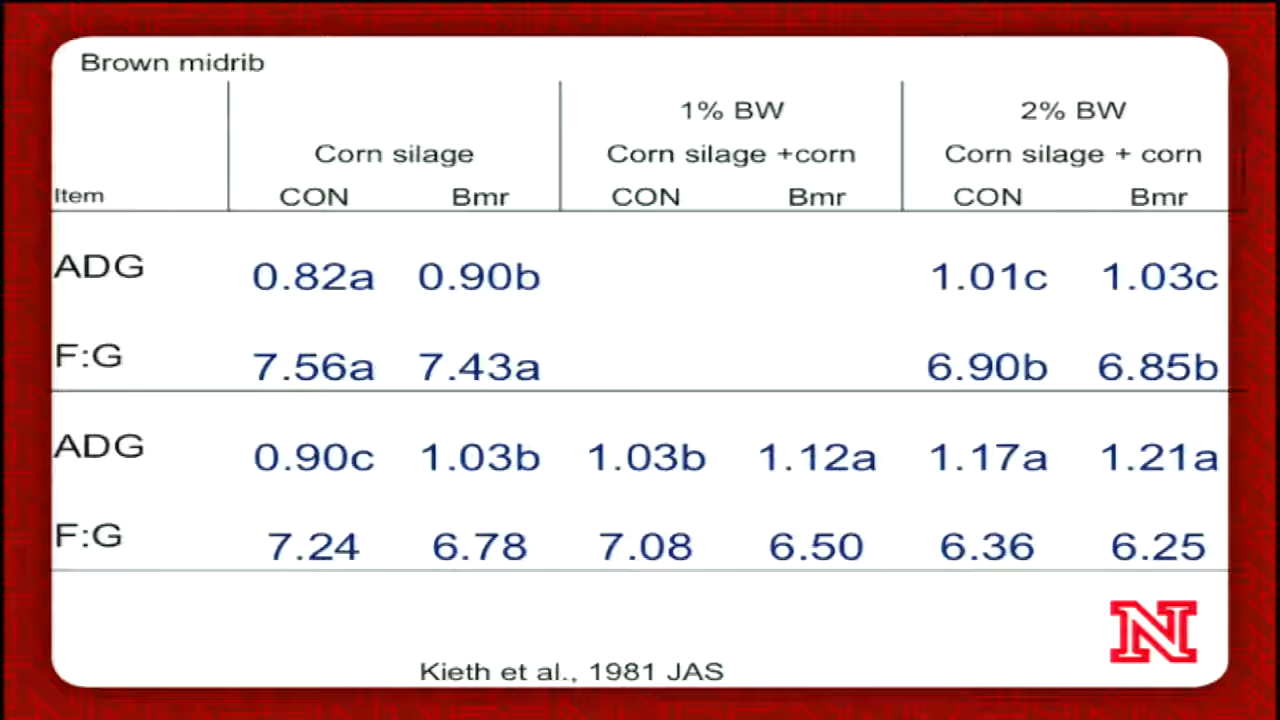 Brown midrib
1% BW 2% BW
Corn silage Corn silage +corn Corn silage + corn
Item CON Bmr CON Bmr CON Bmr
ADG 0.82a 0.90b 1.01c 1.03c
F:G 7.56a 7.43a 6.90b 6.85b
ADG 0.90c 1.03b 1.03b 1.12a 1.17a 1.21a
F:G 7.24 6.78 7.08 6.50 6.36 6.25
N
Kieth et al., 1981 JAS